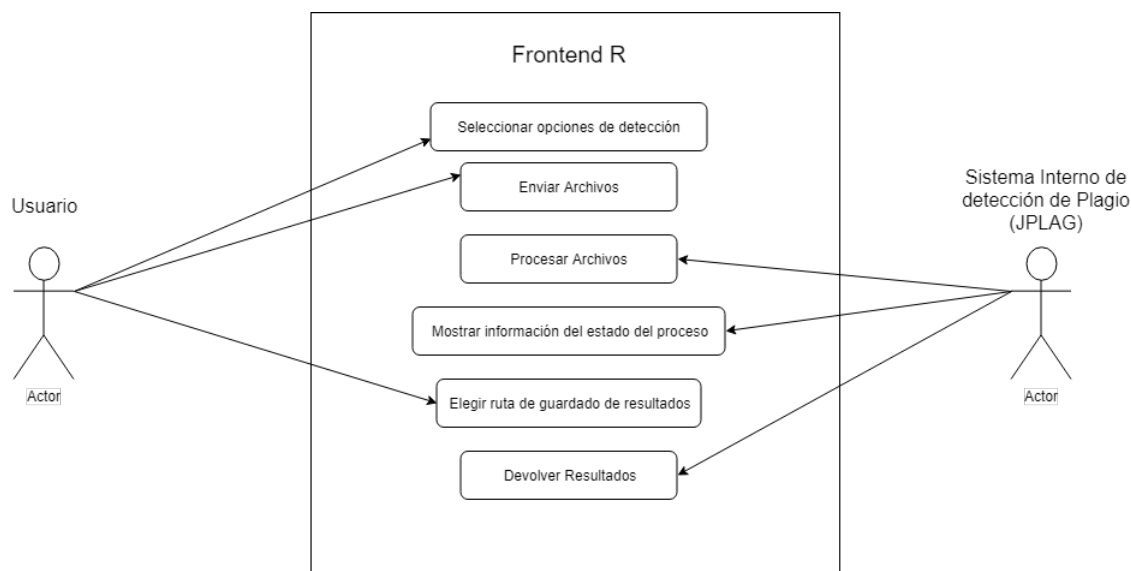 Frontend R
Seleccionar opciones de detección
Enviar Archivos
Usuario
Sistema Interno de
detección de Plagio
(JPLAG)
Procesar Archivos
Mostrar información del estado del proceso
Actor
Actor
Elegir ruta de guardado de resultados
Devolver Resultados